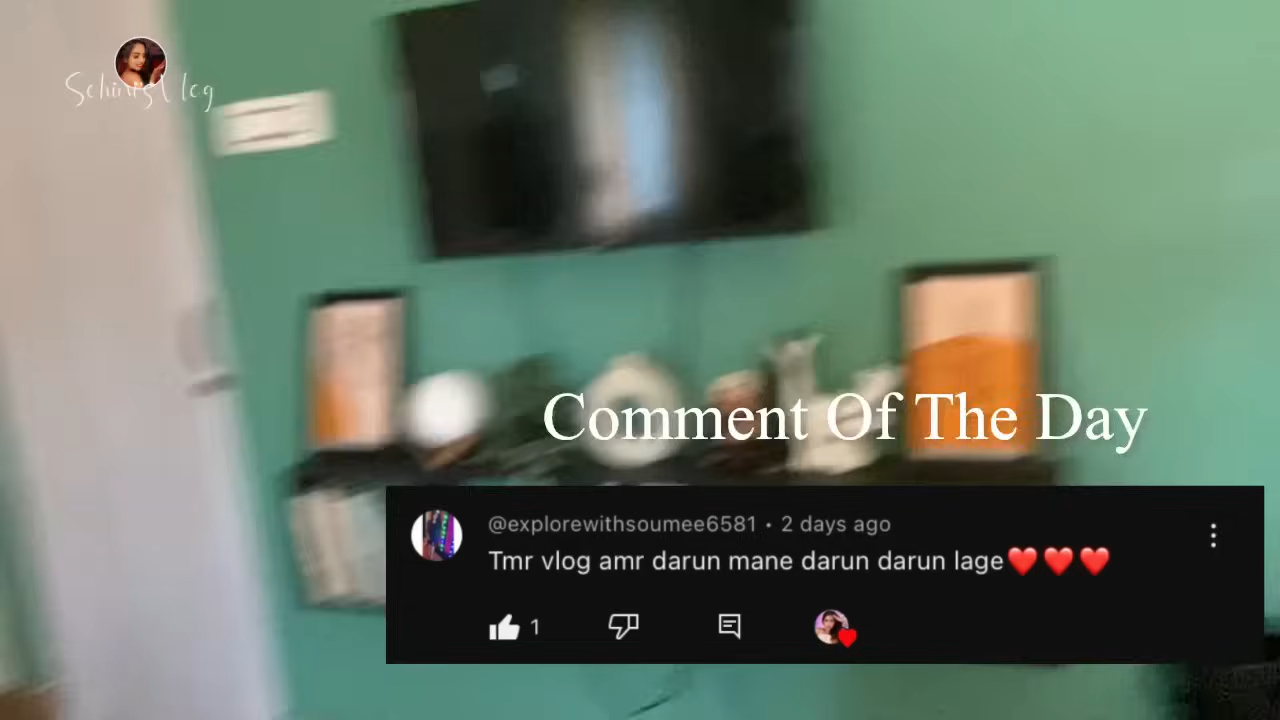 Comment Of The Day
@explorewithsoumee6581 • 2 days ago
Tmr vlog amr darun mane darun darun lage❤️❤️❤️
1